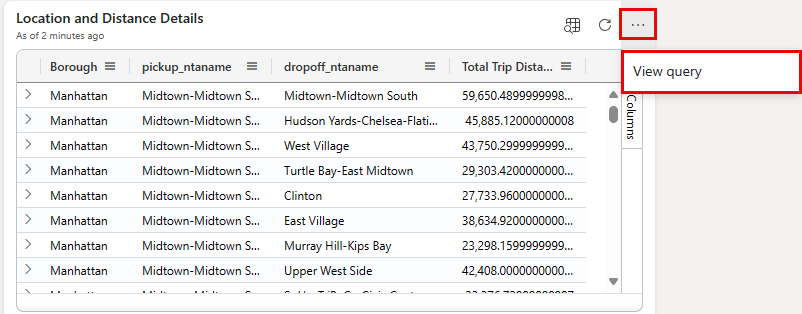 Location and Distance Details
As of 2 minutes ago
View query
Borough pickup_ntaname dropoff_ntaname Total Trip Dista...
Manhattan Midtown-Midtown S... Midtown-Midtown South 59,650.4899999998...
Manhattan Midtown-Midtown S... Hudson Yards-Chelsea-Flati... 45,885.12000000008
Manhattan Midtown-Midtown S... West Village 43,750.2999999999...
Manhattan Midtown-Midtown S... Turtle Bay-East Midtown 29,303.4200000000...
Manhattan Midtown-Midtown S... Clinton 27,733.9600000000...
Manhattan Midtown-Midtown S... East Village 38,634.9200000000...
Manhattan Midtown-Midtown S... Murray Hill-Kips Bay 23,298.1599999999...
Manhattan Midtown-Midtown S... Upper West Side 42,408.0000000000...
Manhattan Midtown-Midtown S...
Columns